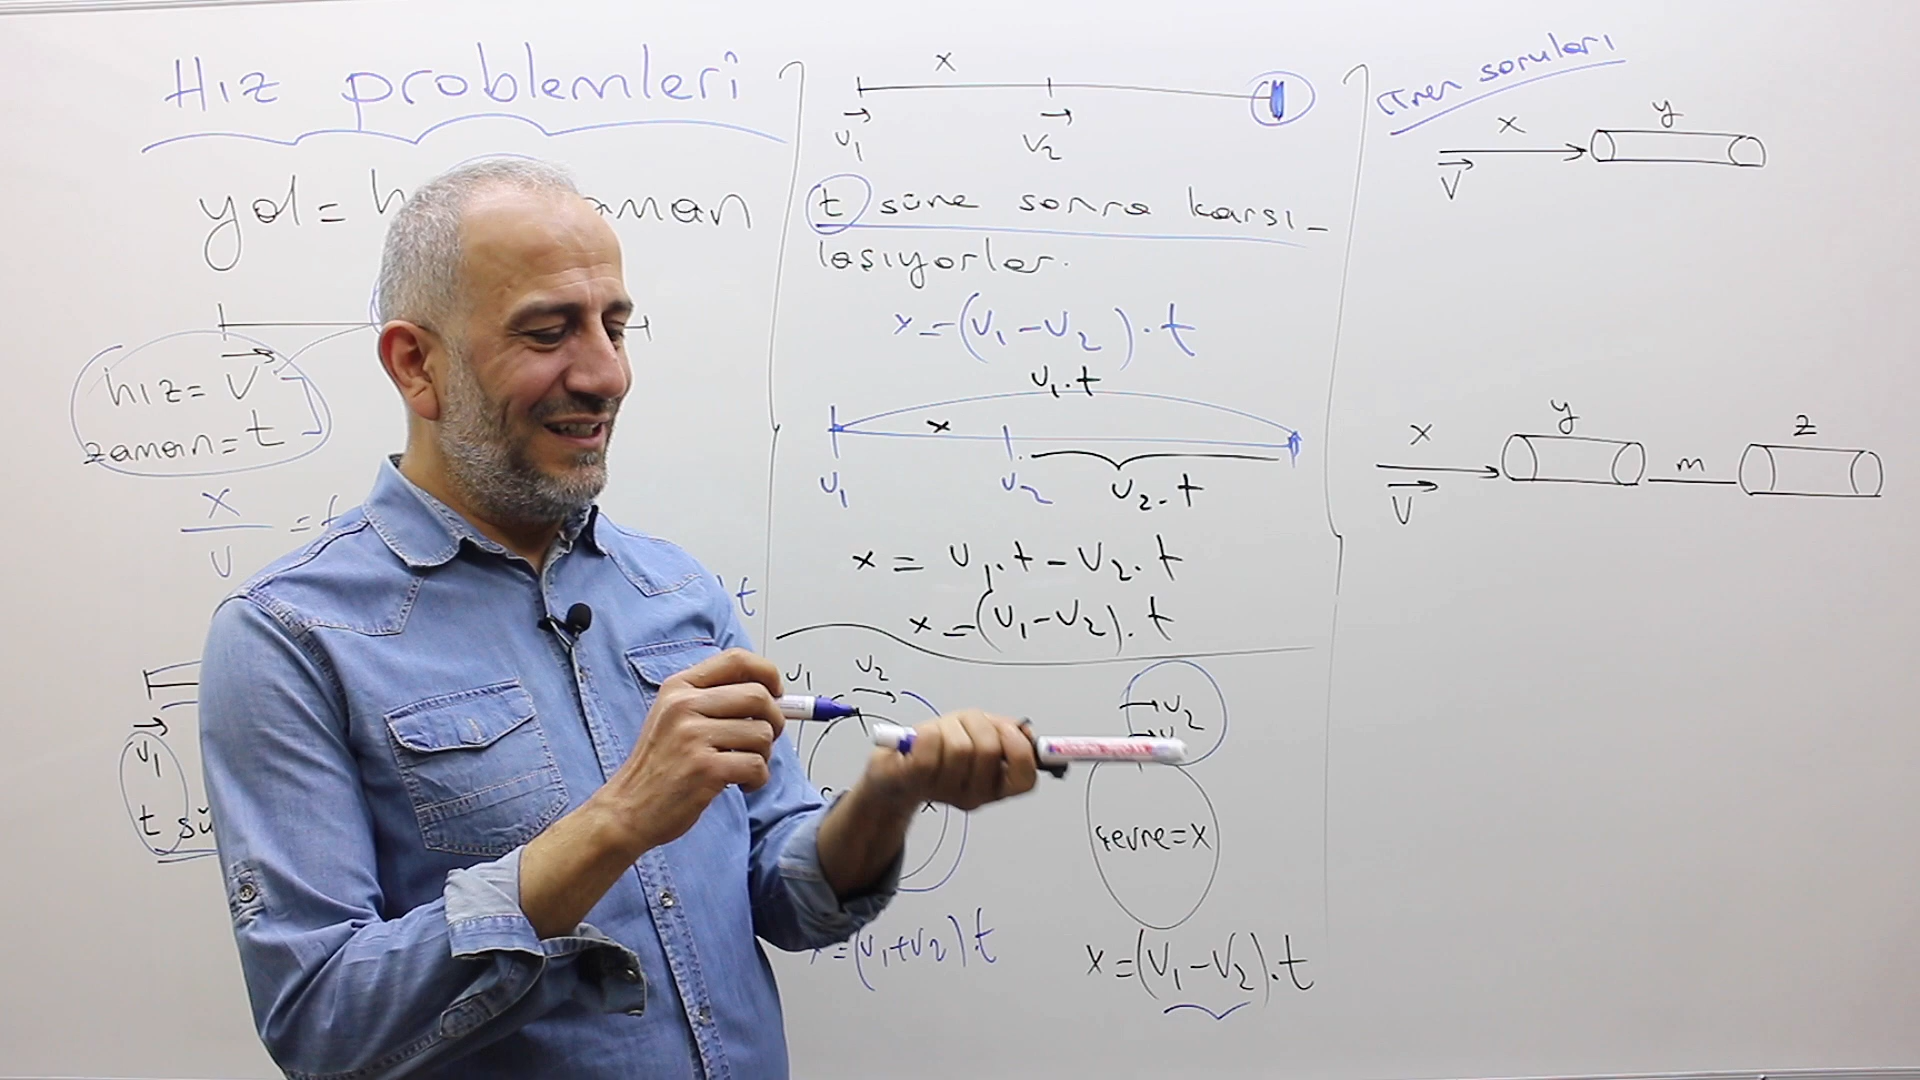 Hız problemleri
yol = h aman
hız = V
zaman = t
x
υ
= t
t
V₁
t sü
x
V₁
V₂
t süre sonra karşı_
laşıyorlar.
x = (V₁ - V₂) . t
V₁ . t
x
V₁
V₂
V₂ . t
x = V₁ . t - V₂ . t
x = (V₁ - V₂) . t
V₁
V₂
x
x = (V₁ + V₂) . t
V₂
V
çevre = x
x = (V₁ - V₂) . t
Tren soruları
x
y
V
x
y
m
z
V